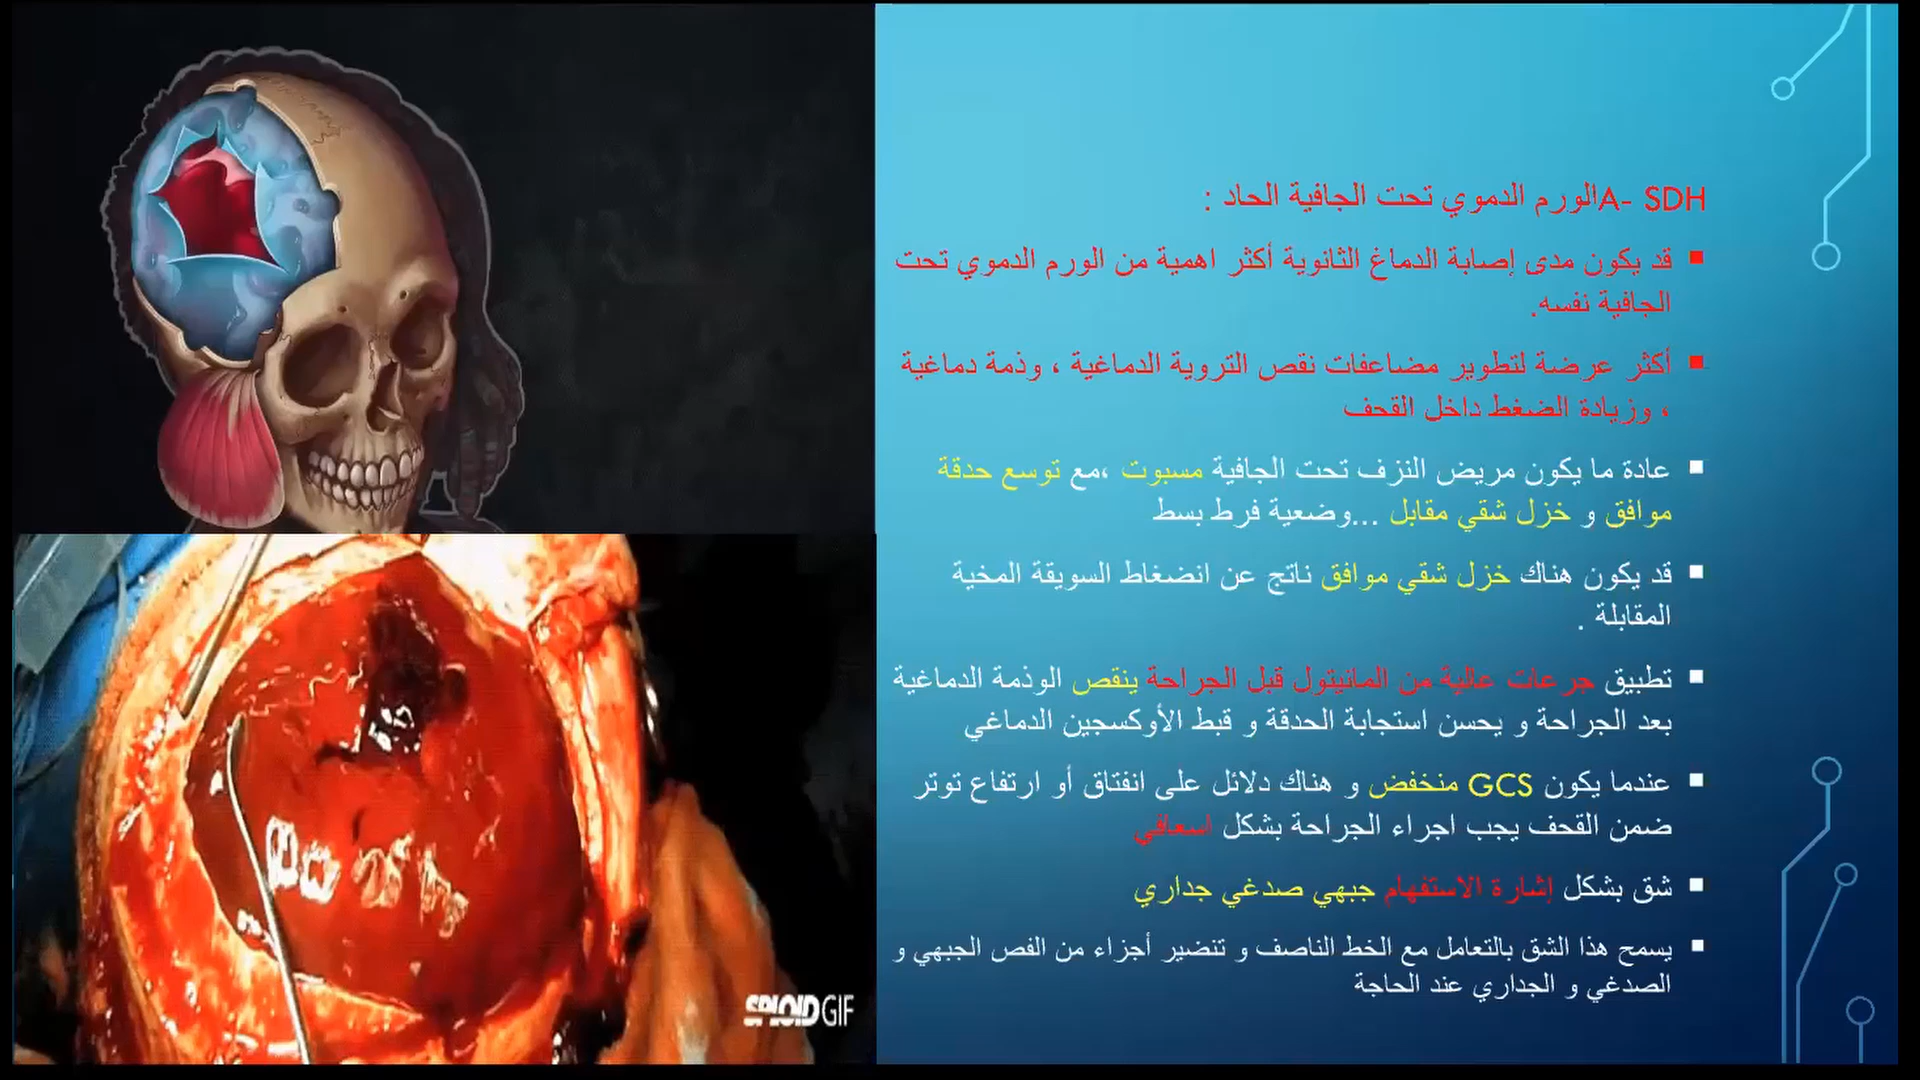 A- SDHالورم الدموي تحت الجافية الحاد :
قد يكون مدى إصابة الدماغ الثانوية أكثر اهمية من الورم الدموي تحت
الجافية نفسه.
أكثر عرضة لتطوير مضاعفات نقص التروية الدماغية ، وذمة دماغية
، وزيادة الضغط داخل القحف
عادة ما يكون مريض النزف تحت الجافية مسبوت ،مع توسع حدقة
موافق و خزل شقي مقابل ...وضعية فرط بسط
قد يكون هناك خزل شقي موافق ناتج عن انضغاط السويقة المخية
المقابلة .
تطبيق جرعات عالية من المانيتول قبل الجراحة ينقص الوذمة الدماغية
بعد الجراحة و يحسن استجابة الحدقة و قبط الأوكسجين الدماغي
عندما يكون GCS منخفض و هناك دلائل على انفتاق أو ارتفاع توتر
ضمن القحف يجب اجراء الجراحة بشكل اسعافي
شق بشكل إشارة الاستفهام جبهي صدغي جداري
يسمح هذا الشق بالتعامل مع الخط الناصف و تنضير أجزاء من الفص الجبهي و
الصدغي و الجداري عند الحاجة
SPLOID GIF